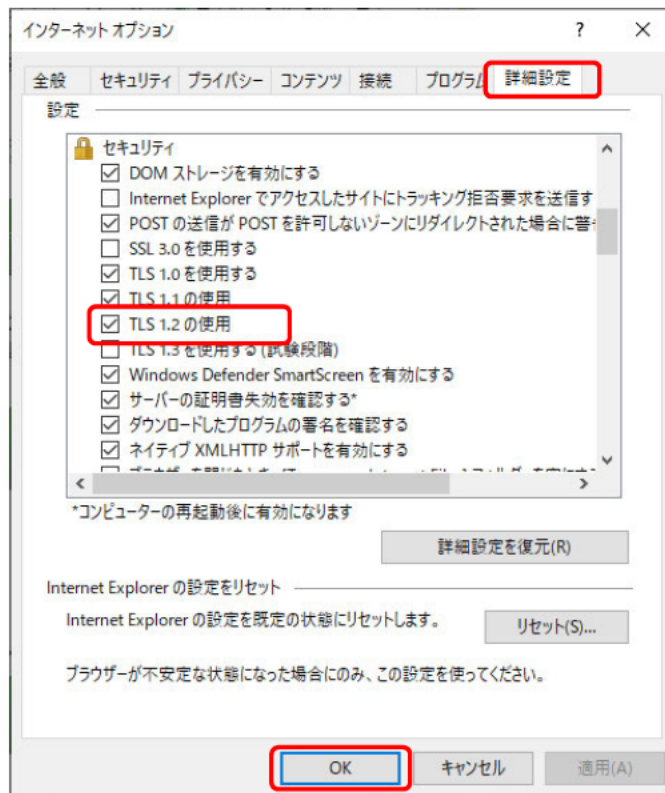 インターネット オプション
?
×
全般 セキュリティ プライバシー コンテンツ 接続 プログラム 詳細設定
設定
セキュリティ
DOM ストレージを有効にする
Internet Explorer でアクセスしたサイトにトラッキング拒否要求を送信す
POST の送信が POST を許可しないゾーンにリダイレクトされた場合に警
SSL 3.0 を使用する
TLS 1.0 を使用する
TLS 1.1 の使用
TLS 1.2 の使用
TLS 1.3 を使用する (試験段階)
Windows Defender SmartScreen を有効にする
サーバーの証明書失効を確認する*
ダウンロードしたプログラムの署名を確認する
ネイティブ XMLHTTP サポートを有効にする
*コンピューターの再起動後に有効になります
詳細設定を復元(R)
Internet Explorer の設定をリセット
Internet Explorer の設定を既定の状態にリセットします。
リセット(S)...
ブラウザーが不安定な状態になった場合にのみ、この設定を使ってください。
OK キャンセル 適用(A)